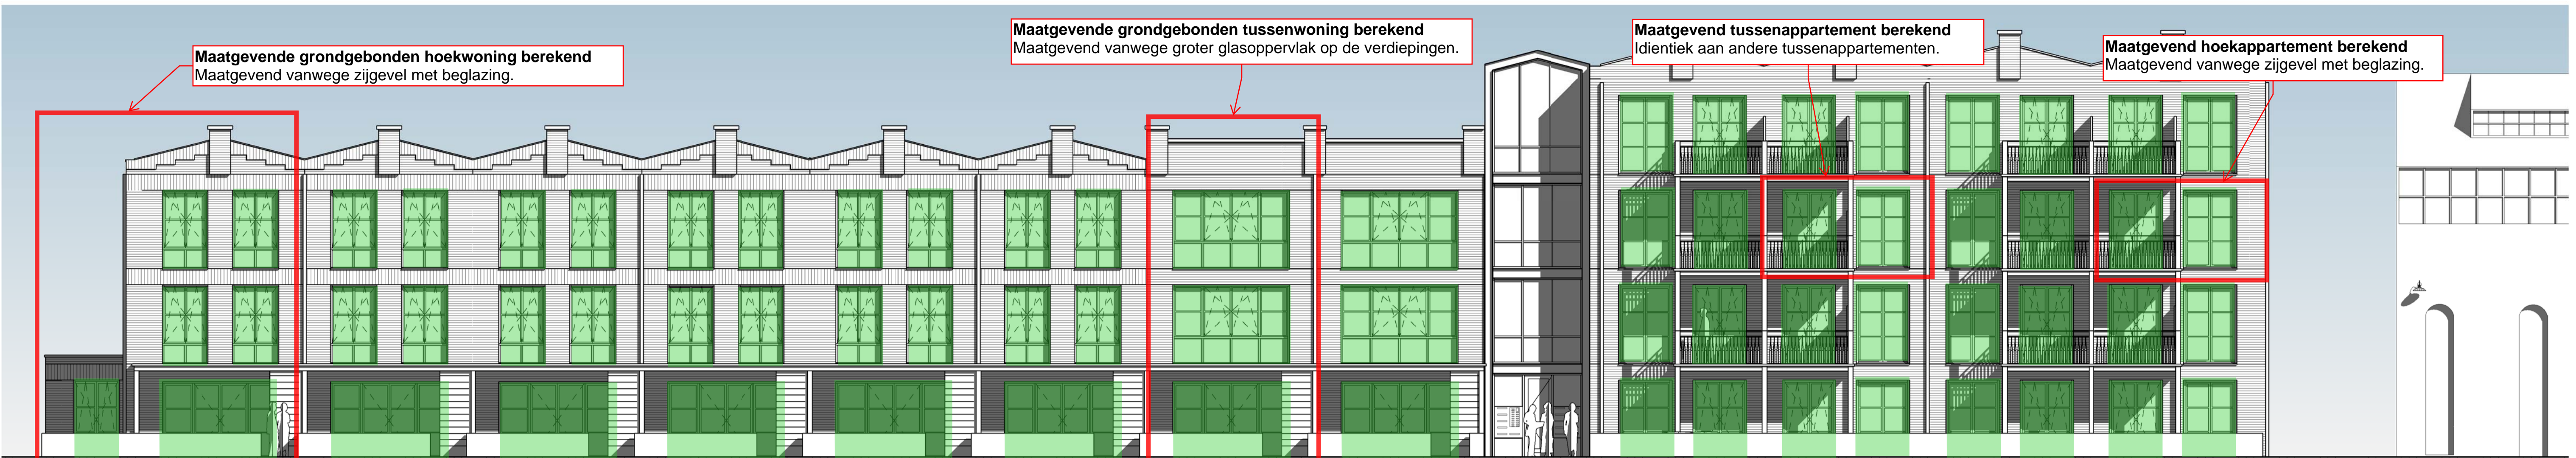 Maatgevende grondgebonden hoekwoning berekend
Maatgevend vanwege zijgevel met beglazing.
Maatgevende grondgebonden tussenwoning berekend
Maatgevend vanwege groter glasoppervlak op de verdiepingen.
Maatgevend tussenappartement berekend
Idientiek aan andere tussenappartementen.
Maatgevend hoekappartement berekend
Maatgevend vanwege zijgevel met beglazing.